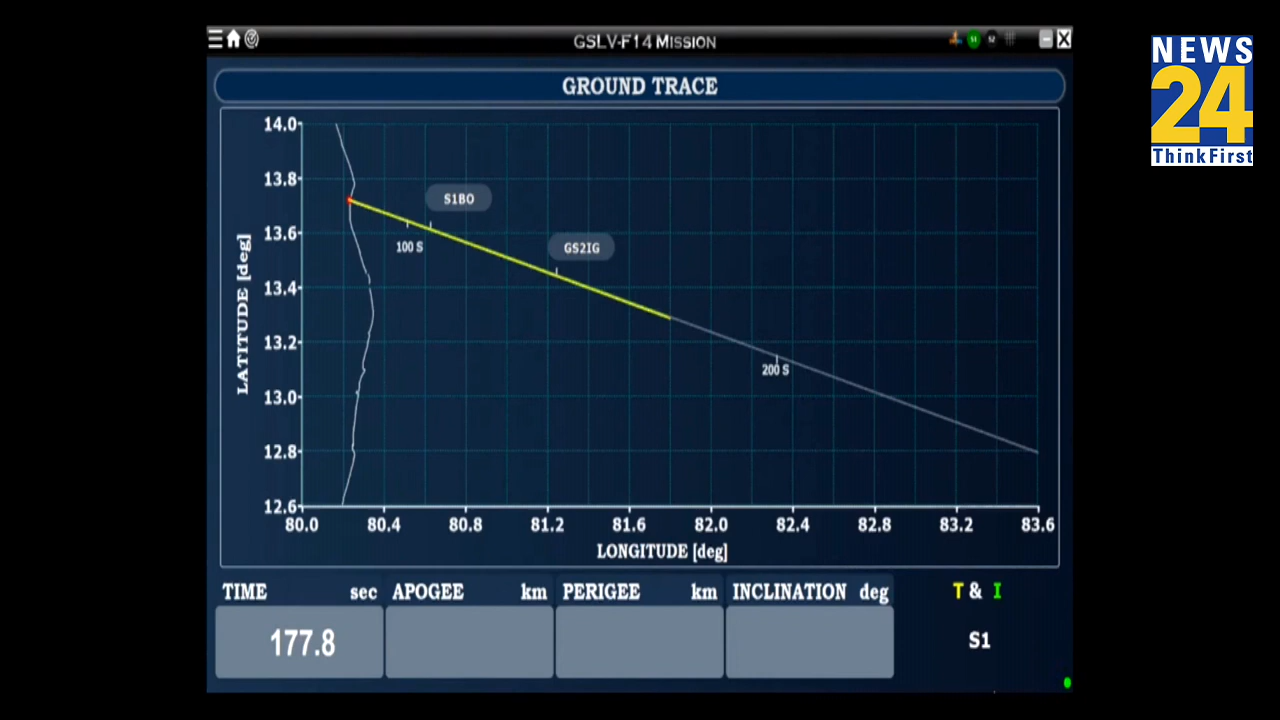 GSLV-F14 MISSION
S1
S2
NEWS
24
ThinkFirst
GROUND TRACE
14.0
13.8
13.6
13.4
13.2
13.0
12.8
12.6
LATITUDE [deg]
S1BO
100 S
GS2IG
200 S
80.0 80.4 80.8 81.2 81.6 82.0 82.4 82.8 83.2 83.6
LONGITUDE [deg]
TIME sec APOGEE km PERIGEE km INCLINATION deg T & I
177.8
S1